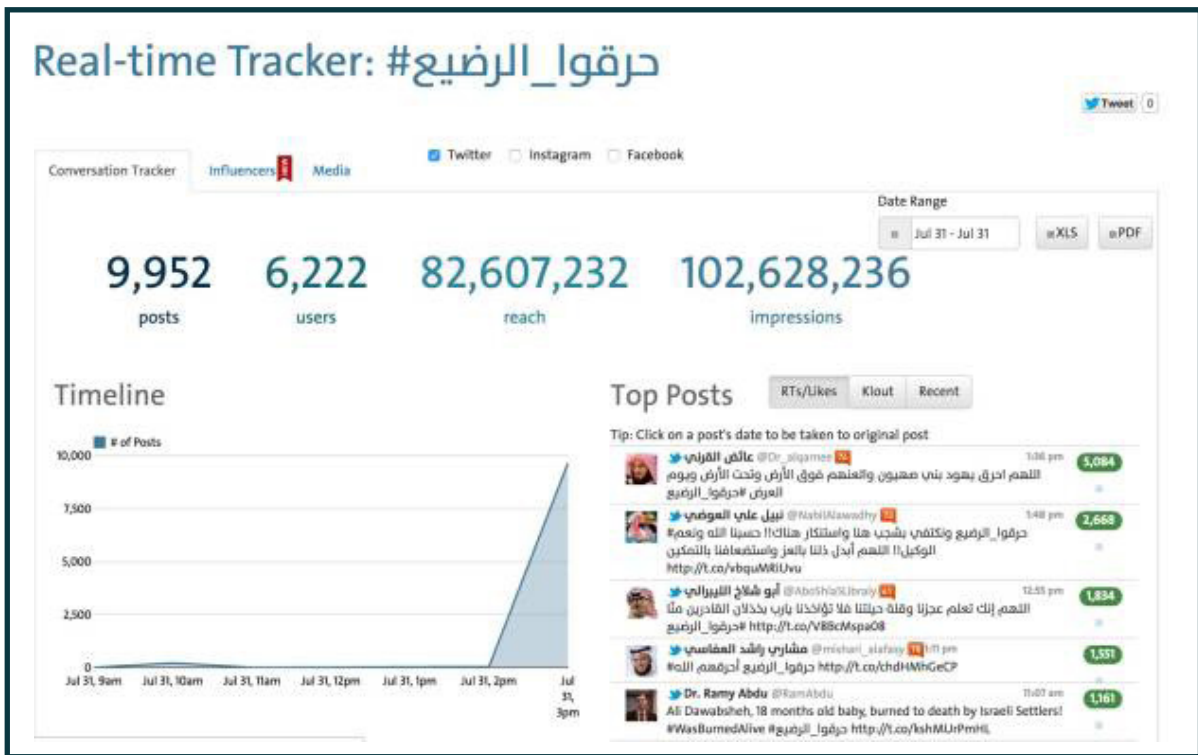 Real-time Tracker: #حرقوا_الرضيع
Tweet 0
Twitter Instagram Facebook
Conversation Tracker Influencers Media
Date Range
Jul 31 - Jul 31 XLS PDF
9,952 6,222 82,607,232 102,628,236
posts users reach impressions
Timeline
# of Posts
10,000
7,500
5,000
2,500
0
Jul 31, 9am Jul 31, 10am Jul 31, 11am Jul 31, 12pm Jul 31, 1pm Jul 31, 2pm Jul 31, 3pm
Top Posts RTs/Likes Klout Recent
Tip: Click on a post's date to be taken to original post
عائض القرني @Dr_alqarnee 1:36 pm 5,084
اللهم احرق يهود بني صهيون والعنهم فوق الأرض وتحت الأرض ويوم
العرض #حرقوا_الرضيع
نبيل علي العوضي @NabilAlawadhy 1:48 pm 2,668
#حرقوا_الرضيع ونكتفي بشجب هنا واستنكار هناك!! حسبنا الله ونعم
الوكيل!! اللهم أبدل ذلنا بالعز واستضعافنا بالتمكين
http://t.co/vbquMRiUvu
أبو شلاخ الليبرالي 12:55 pm 1,834
اللهم إنك تعلم عجزنا وقلة حيلتنا فلا تؤاخذنا يارب بخذلان القادرين منّا
#حرقوا_الرضيع http://t.co/V8BcMspaO8
مشاري راشد العفاسي @mishari_alafasy 1:11 pm 1,551
#حرقوا_الرضيع أحرقهم الله http://t.co/chdHMhGeCP
Dr. Ramy Abdu @RamAbdu 11:07 am 1,161
Ali Dawabsheh, 18 months old baby, burned to death by Israeli Settlers!
#WasBurnedAlive #حرقوا_الرضيع http://t.co/kshMUrPmHL